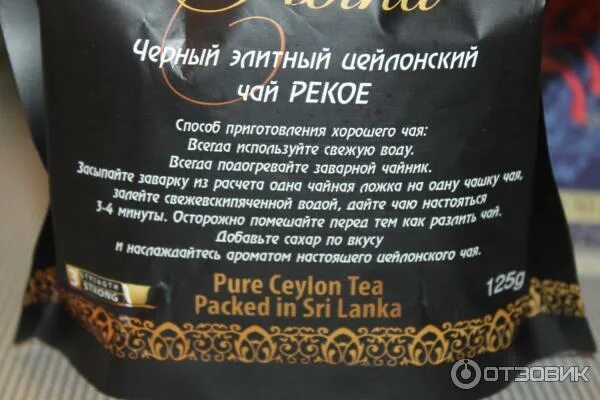 Черный элитный цейлонский
чай PEKOE
Способ приготовления хорошего чая:
Всегда используйте свежую воду.
Всегда подогревайте заварной чайник.
Засыпайте заварку из расчета одна чайная ложка на одну чашку чая,
залейте свежевскипяченной водой, дайте чаю настояться
3-4 минуты. Осторожно помешайте перед тем как разлить чай.
Добавьте сахар по вкусу
и наслаждайтесь ароматом настоящего цейлонского чая.
3 STRENGTH
STRONG
Pure Ceylon Tea
Packed in Sri Lanka
125g
ОТЗОВИК